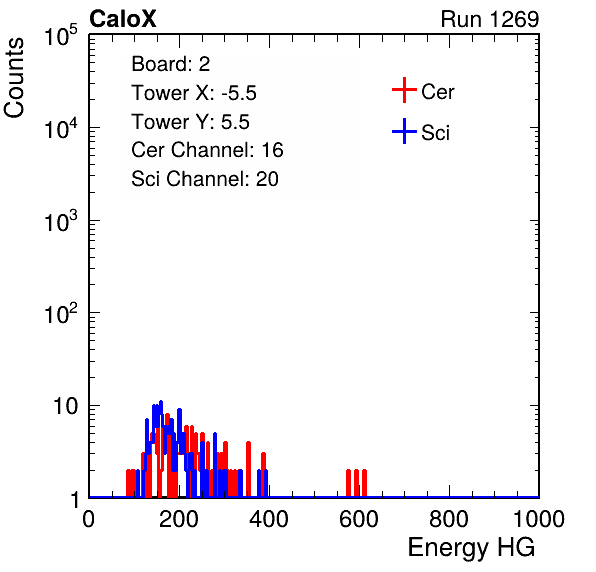 CaloX Run 1269
Counts
10^5
10^4
10^3
10^2
10
1
Board: 2
Tower X: -5.5
Tower Y: 5.5
Cer Channel: 16
Sci Channel: 20
Cer
Sci
0 200 400 600 800 1000
Energy HG